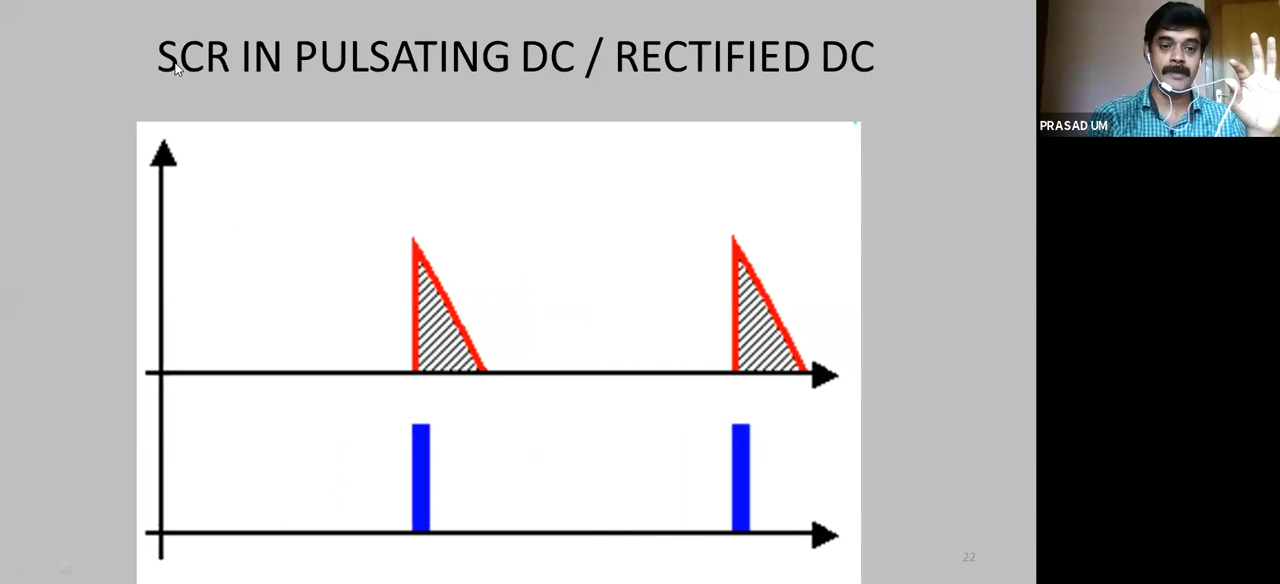 SCR IN PULSATING DC / RECTIFIED DC
PRASAD UM
22